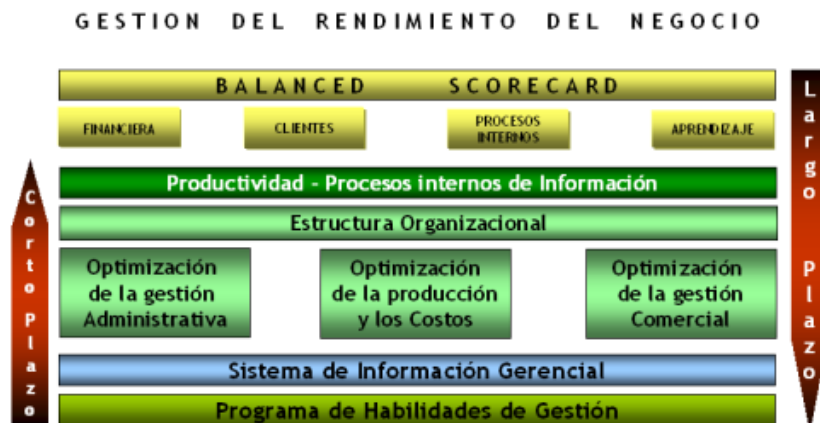 GESTION DEL RENDIMIENTO DEL NEGOCIO
BALANCED SCORECARD
FINANCIERA
CLIENTES
PROCESOS
INTERNOS
APRENDIZAJE
Productividad - Procesos internos de Información
Estructura Organizacional
Optimización
de la gestión
Administrativa
Optimización
de la producción
y los Costos
Optimización
de la gestión
Comercial
Sistema de Información Gerencial
Programa de Habilidades de Gestión
Corto Plazo
Largo Plazo